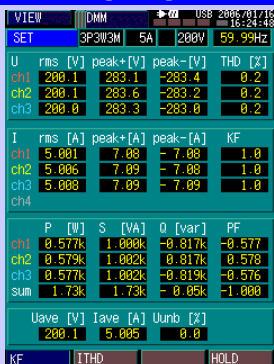 VIEW DMM USB 2006/01/16
16:24:48
SET 3P3W3M 5A 200V 59.99Hz
U rms [V] peak+[V] peak-[V] THD [%]
ch1 200.1 283.1 -283.4 0.2
ch2 200.1 283.6 -283.2 0.2
ch3 200.0 283.3 -283.0 0.2
I rms [A] peak+[A] peak-[A] KF
ch1 5.001 7.08 - 7.08 1.0
ch2 5.006 7.09 - 7.08 1.0
ch3 5.008 7.09 - 7.09 1.0
ch4
P [W] S [VA] Q [var] PF
ch1 0.577k 1.000k -0.817k -0.577
ch2 0.579k 1.002k 0.817k 0.578
ch3 0.577k 1.002k -0.819k -0.576
sum 1.73k 1.73k - 0.05k -1.000
Uave [V] Iave [A] Uunb [%]
200.1 5.005 0.0
KF ITHD HOLD